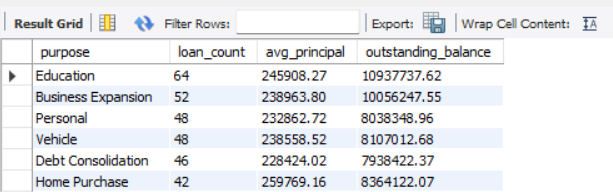 Result Grid Filter Rows: Export: Wrap Cell Content: IA
purpose loan_count avg_principal outstanding_balance
Education 64 245908.27 10937737.62
Business Expansion 52 238963.80 10056247.55
Personal 48 232862.72 8038348.96
Vehicle 48 238558.52 8107012.68
Debt Consolidation 46 228424.02 7938422.37
Home Purchase 42 259769.16 8364122.07